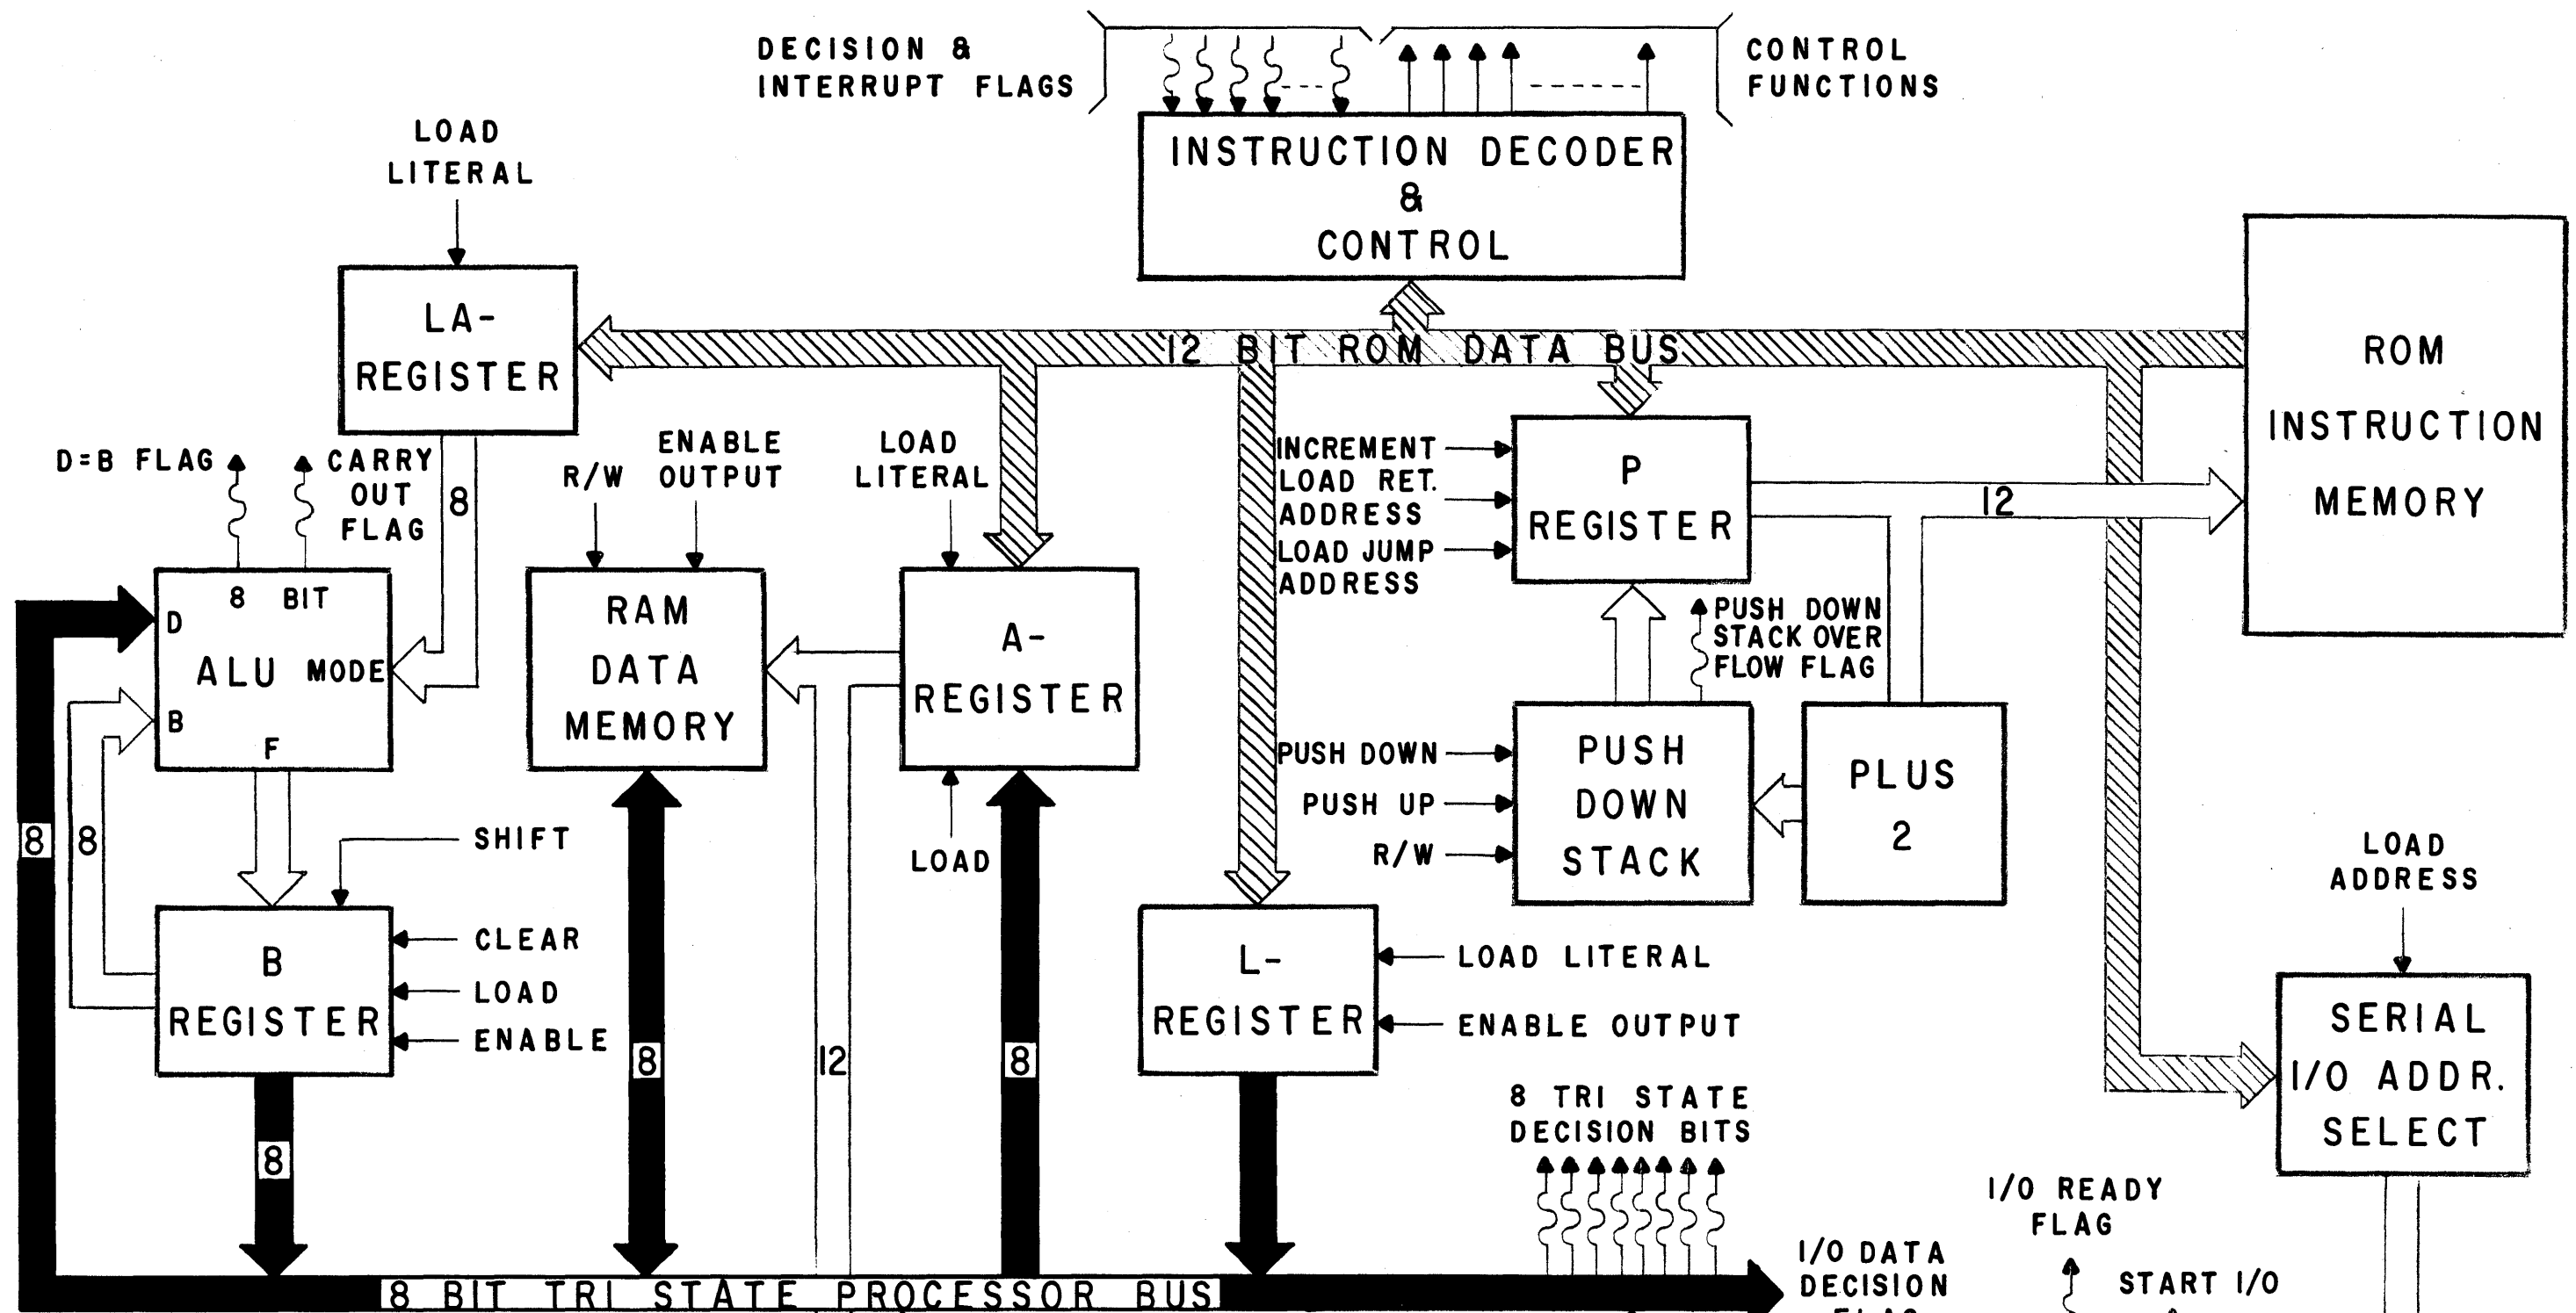 DECISION &
INTERRUPT FLAGS
CONTROL
FUNCTIONS
INSTRUCTION DECODER
&
CONTROL
LOAD
LITERAL
LA-
REGISTER
12 BIT ROM DATA BUS
ROM
INSTRUCTION
MEMORY
D=B FLAG
CARRY
OUT
FLAG
8
R/W
ENABLE
OUTPUT
LOAD
LITERAL
INCREMENT
LOAD RET.
ADDRESS
LOAD JUMP
ADDRESS
P
REGISTER
12
8 BIT
D
ALU MODE
B
F
RAM
DATA
MEMORY
A-
REGISTER
PUSH DOWN
STACK OVER
FLOW FLAG
PUSH DOWN
PUSH UP
R/W
PUSH
DOWN
STACK
PLUS
2
8
8
SHIFT
LOAD
B
REGISTER
CLEAR
LOAD
ENABLE
L-
REGISTER
LOAD LITERAL
ENABLE OUTPUT
LOAD
ADDRESS
SERIAL
I/O ADDR.
SELECT
8
8
12
8
8 TRI STATE
DECISION BITS
I/O READY
FLAG
I/O DATA
DECISION
START I/O
8 BIT TRI STATE PROCESSOR BUS